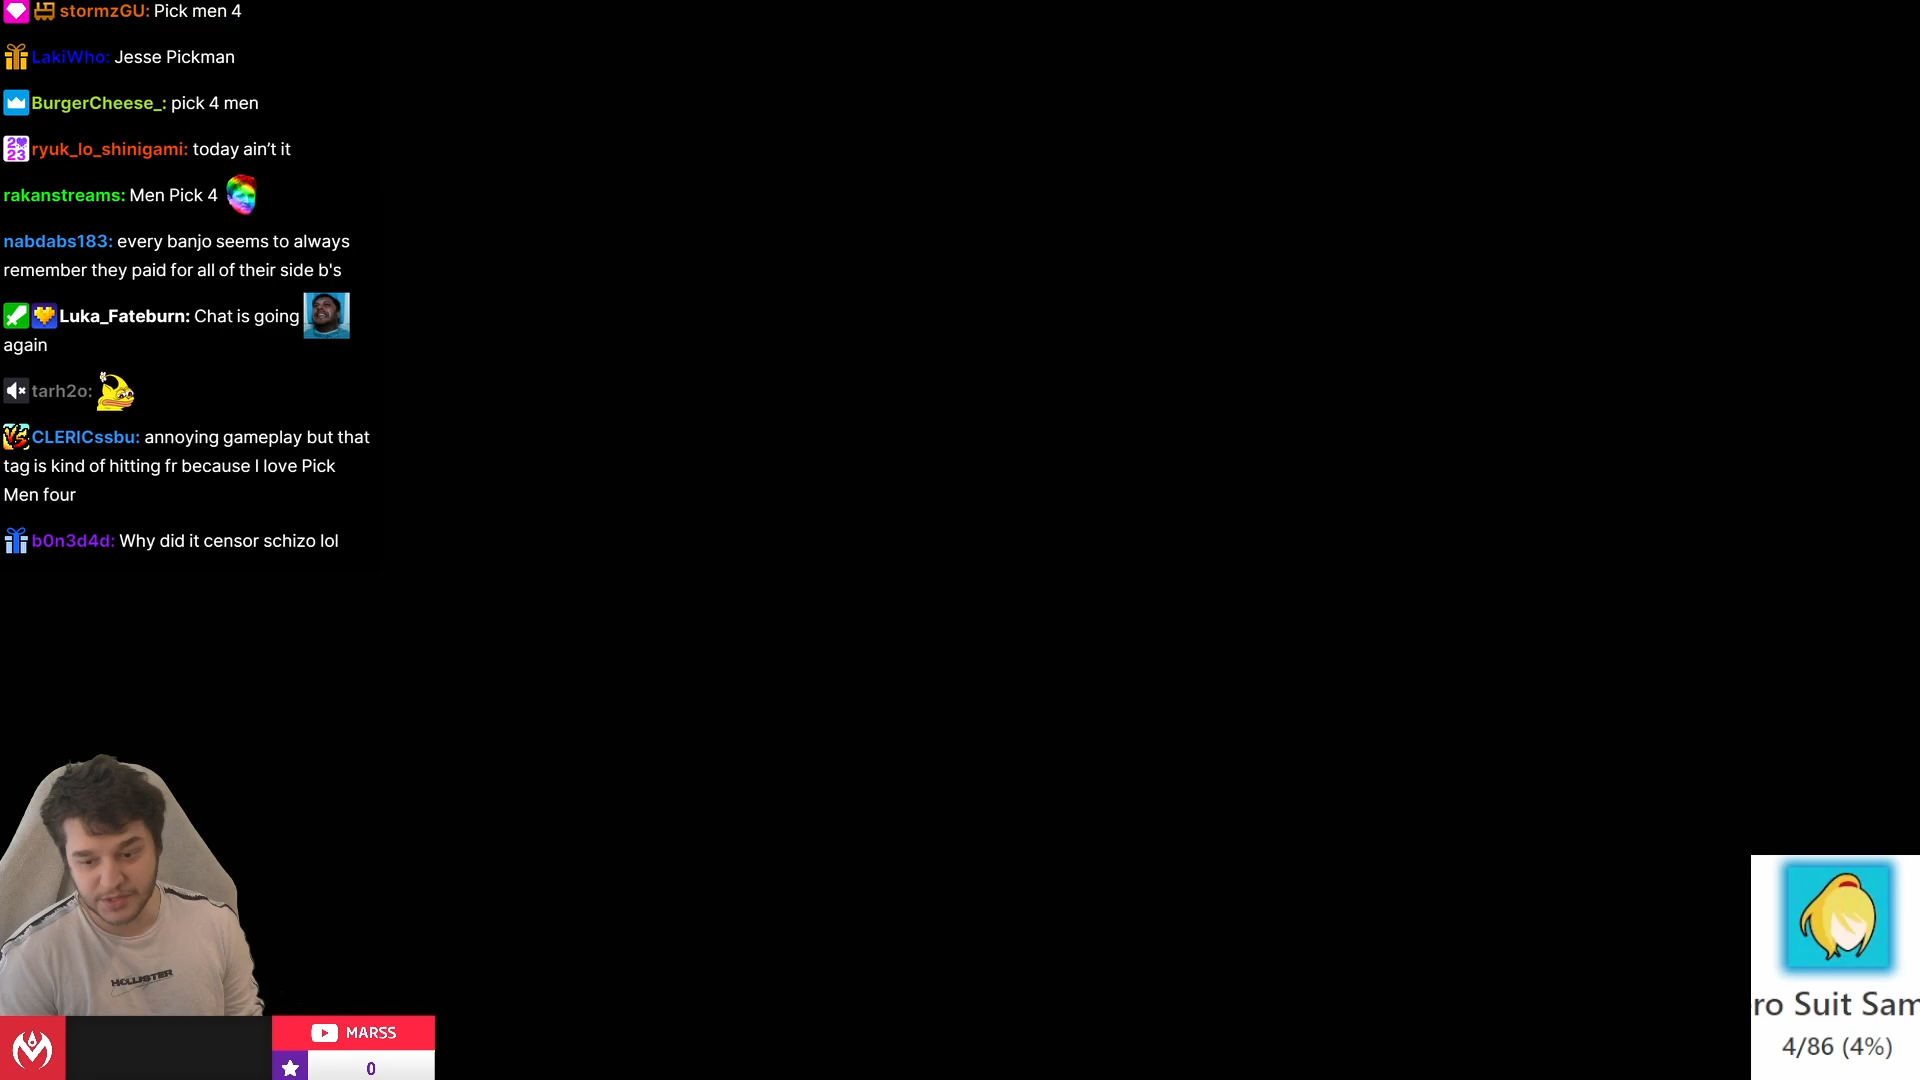 stormzGU: Pick men 4
LakiWho: Jesse Pickman
BurgerCheese_: pick 4 men
2023
ryuk_lo_shinigami: today ain’t it
rakanstreams: Men Pick 4
nabdabs183: every banjo seems to always
remember they paid for all of their side b's
Luka_Fateburn: Chat is going
again
tarh2o:
VS
CLERICssbu: annoying gameplay but that
tag is kind of hitting fr because I love Pick
Men four
b0n3d4d: Why did it censor schizo lol
HOLLISTER
MARSS
0
ro Suit Sam
4/86 (4%)